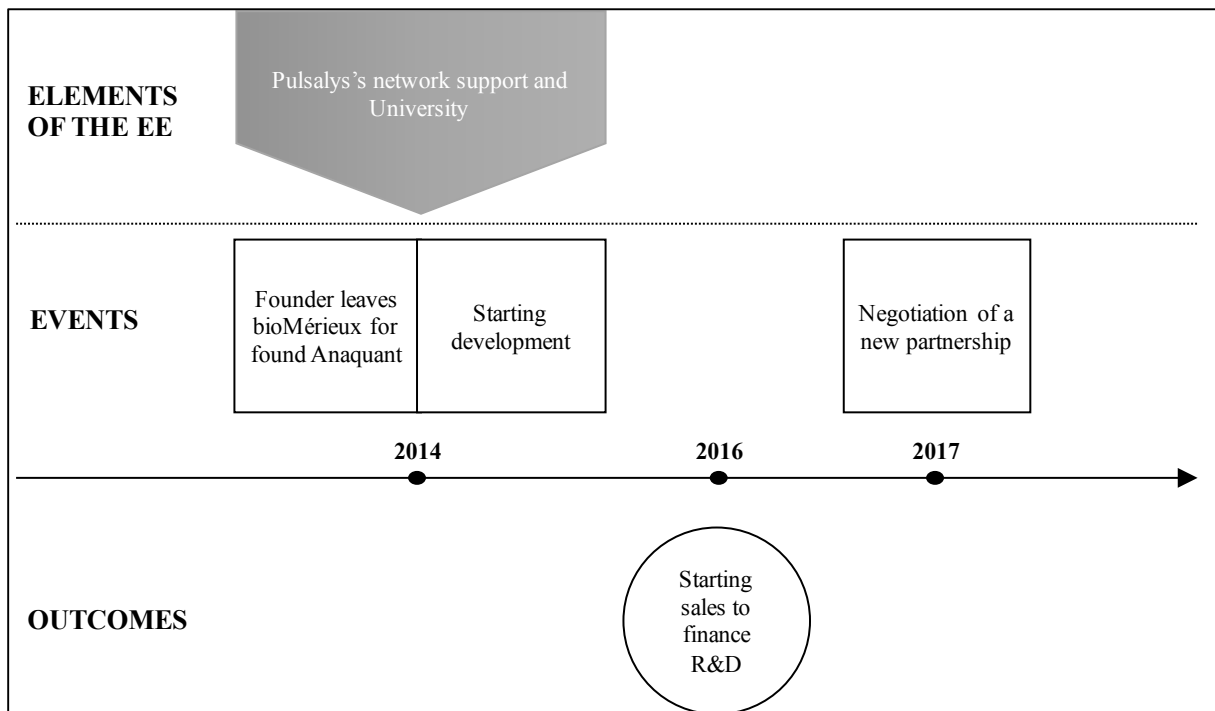 ELEMENTS
OF THE EE
Pulsalys's network support and
University
EVENTS
Founder leaves
bioMérieux for
found Anaquant
Starting
development
Negotiation of a
new partnership
2014
2016
2017
OUTCOMES
Starting
sales to
finance
R&D